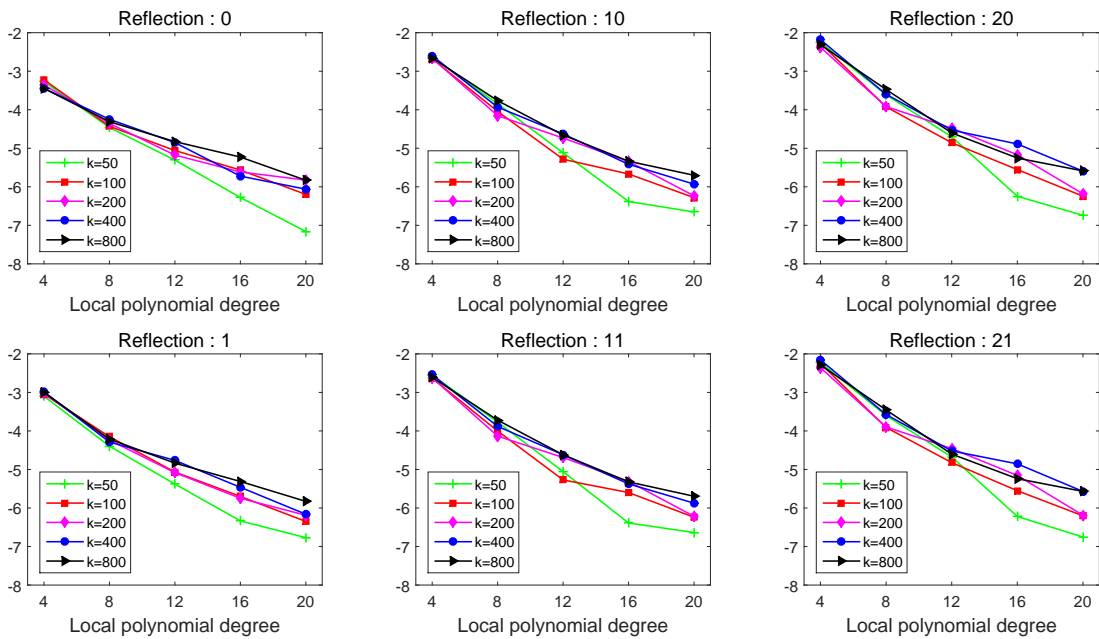 Reflection : 0
-2
-3
-4
-5
-6
-7
-8
k=50
k=100
k=200
k=400
k=800
4 8 12 16 20
Local polynomial degree
Reflection : 10
-2
-3
-4
-5
-6
-7
-8
k=50
k=100
k=200
k=400
k=800
4 8 12 16 20
Local polynomial degree
Reflection : 20
-2
-3
-4
-5
-6
-7
-8
k=50
k=100
k=200
k=400
k=800
4 8 12 16 20
Local polynomial degree
Reflection : 1
-2
-3
-4
-5
-6
-7
-8
k=50
k=100
k=200
k=400
k=800
4 8 12 16 20
Local polynomial degree
Reflection : 11
-2
-3
-4
-5
-6
-7
-8
k=50
k=100
k=200
k=400
k=800
4 8 12 16 20
Local polynomial degree
Reflection : 21
-2
-3
-4
-5
-6
-7
-8
k=50
k=100
k=200
k=400
k=800
4 8 12 16 20
Local polynomial degree